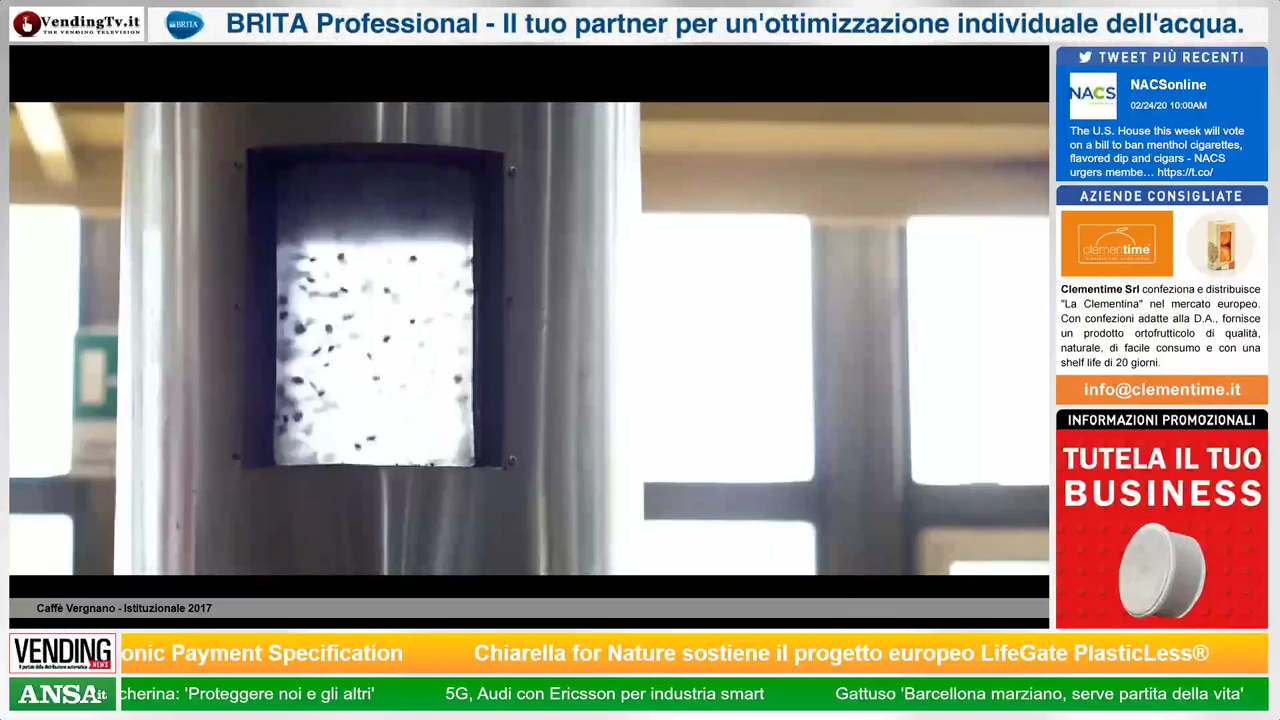 VendingTv.it
THE VENDING TELEVISION
BRITA
BRITA Professional - Il tuo partner per un'ottimizzazione individuale dell'acqua.
TWEET PIÙ RECENTI
NACS
NACSonline
02/24/20 10:00AM
The U.S. House this week will vote
on a bill to ban menthol cigarettes,
flavored dip and cigars - NACS
urgers membe… https://t.co/
AZIENDE CONSIGLIATE
clementime
Clementime Srl confeziona e distribuisce
"La Clementina" nel mercato europeo.
Con confezioni adatte alla D.A., fornisce
un prodotto ortofrutticolo di qualità,
naturale, di facile consumo e con una
shelf life di 20 giorni.
info@clementime.it
INFORMAZIONI PROMOZIONALI
TUTELA IL TUO
BUSINESS
Caffè Vergnano - Istituzionale 2017
VENDING
NEWS
Il portale della distribuzione automatica
onic Payment Specification Chiarella for Nature sostiene il progetto europeo LifeGate PlasticLess®
ANSA.it
cherina: 'Proteggere noi e gli altri' 5G, Audi con Ericsson per industria smart Gattuso 'Barcellona marziano, serve partita della vita'